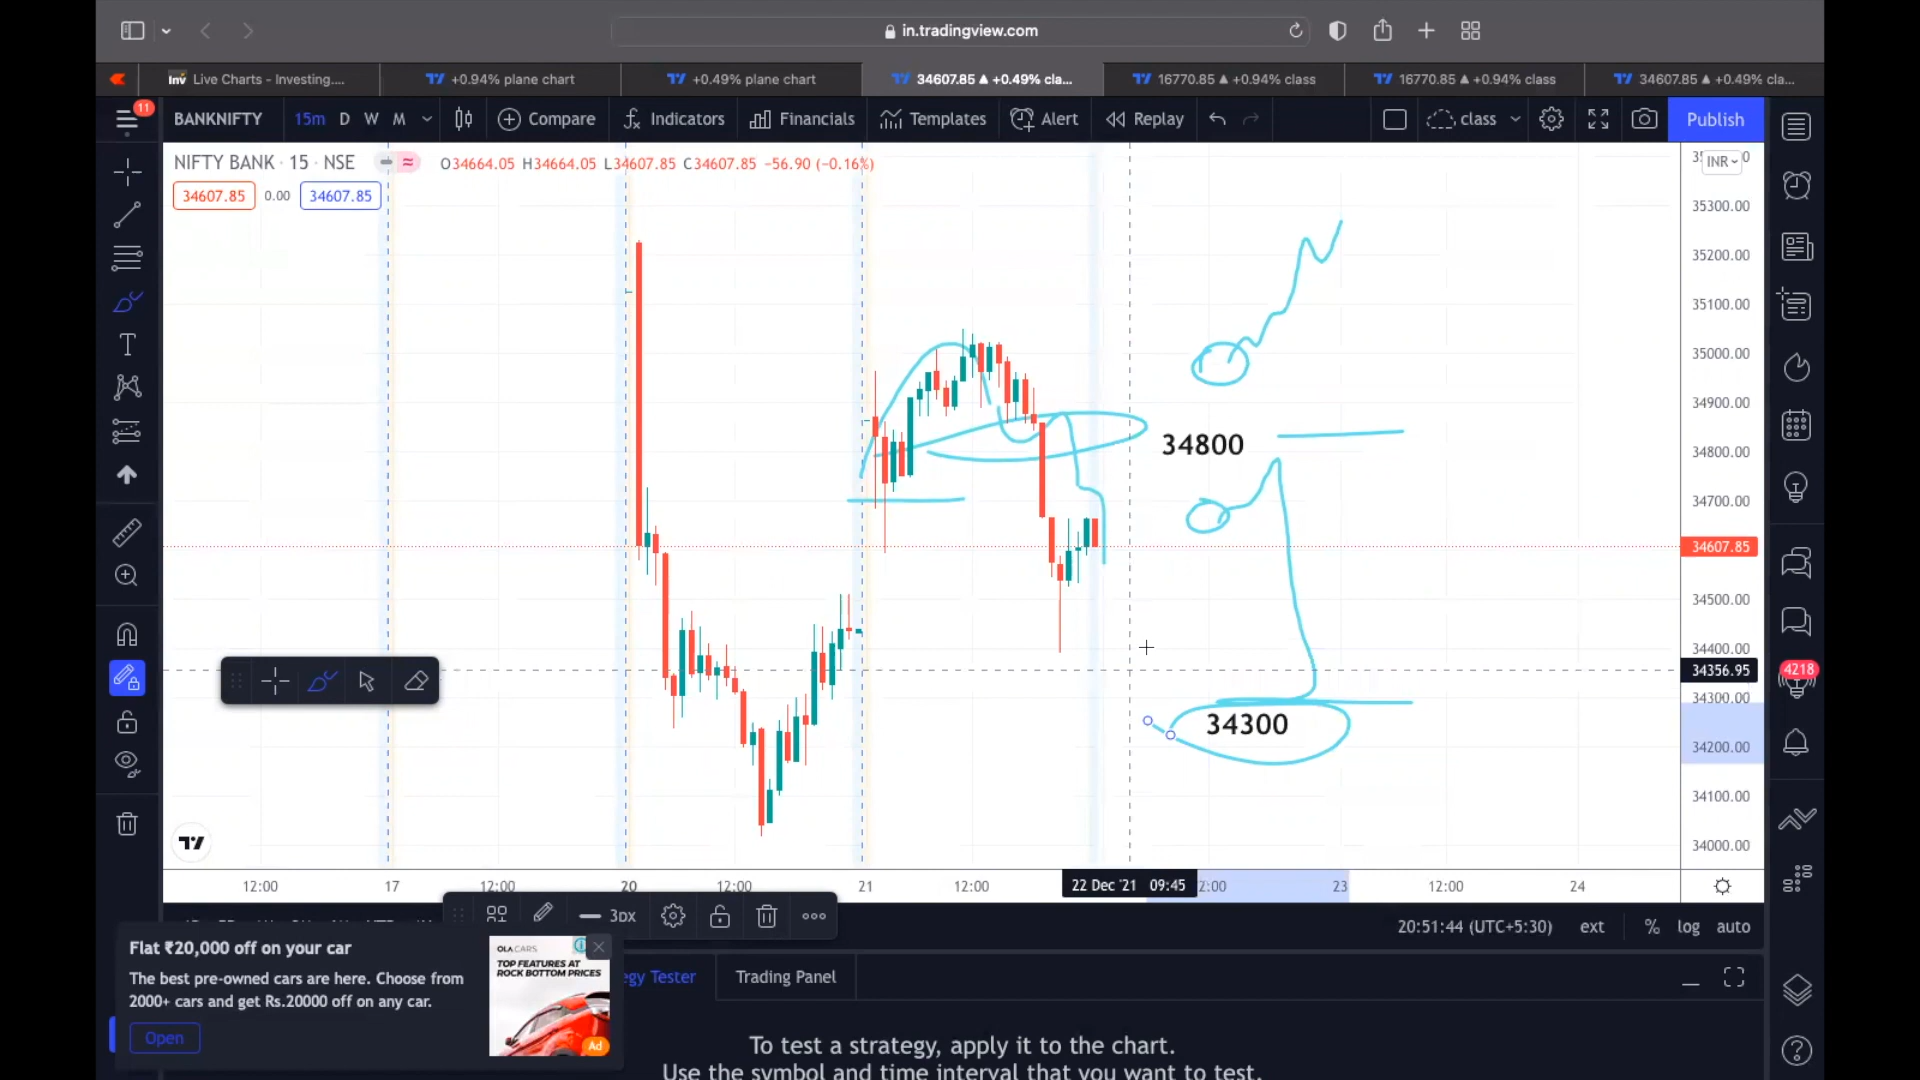 in.tradingview.com
Inv Live Charts - Investing....
+0.94% plane chart
+0.49% plane chart
34607.85 ▲ +0.49% cla...
16770.85 ▲ +0.94% class
16770.85 ▲ +0.94% class
34607.85 ▲ +0.49% cla...
11
BANKNIFTY 15m D W M Compare Indicators Financials Templates Alert Replay class Publish
NIFTY BANK · 15 · NSE O34664.05 H34664.05 L34607.85 C34607.85 −56.90 (−0.16%)
INR
34607.85 0.00 34607.85
35300.00
35200.00
35100.00
35000.00
34900.00
34800
34800.00
34700.00
34607.85
34500.00
34400.00
34356.95
4218
34300.00
34300
34200.00
34100.00
34000.00
12:00 17 12:00 20 12:00 21 12:00 22 Dec '21 09:45 2:00 23 12:00 24
3px
20:51:44 (UTC+5:30) ext % log auto
Flat ₹20,000 off on your car
The best pre-owned cars are here. Choose from
2000+ cars and get Rs.20000 off on any car.
Open
OLA CARS
TOP FEATURES AT
ROCK BOTTOM PRICES
Ad
egy Tester Trading Panel
To test a strategy, apply it to the chart.
Use the symbol and time interval that you want to test.